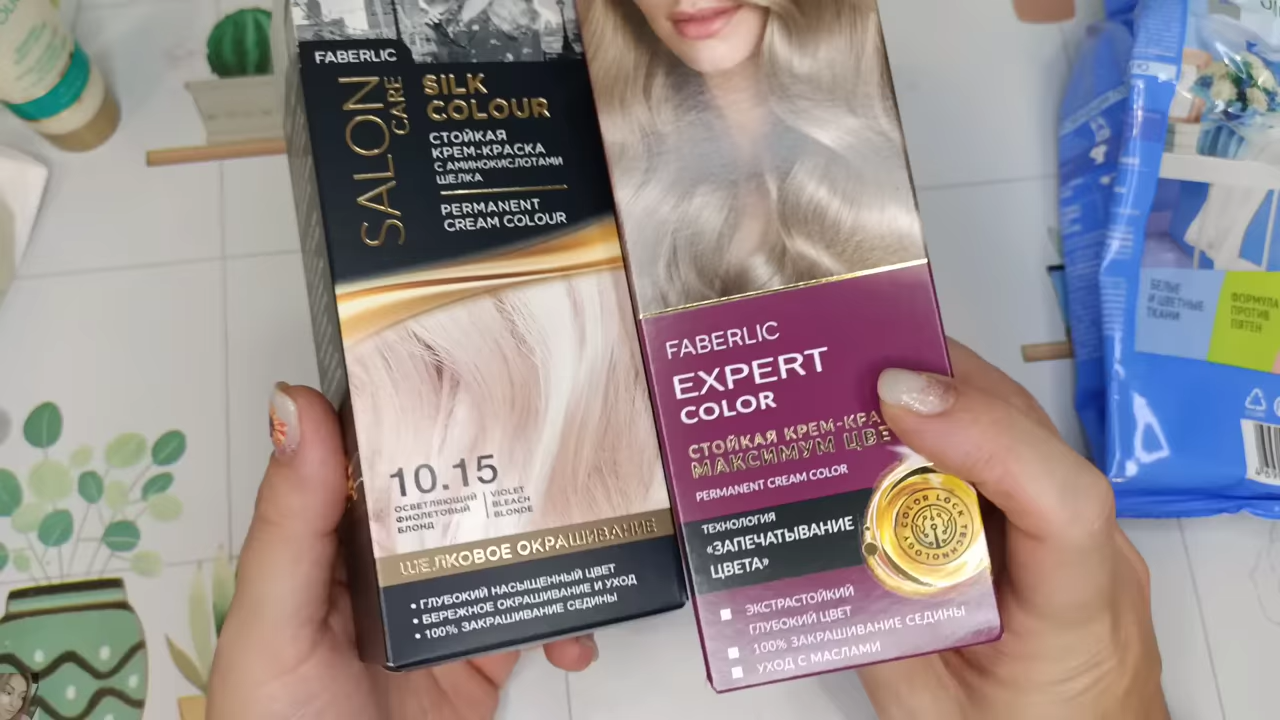 FABERLIC
SALON
CARE
SILK
COLOUR
СТОЙКАЯ
КРЕМ-КРАСКА
С АМИНОКИСЛОТАМИ
ШЕЛКА
PERMANENT
CREAM COLOUR
10.15
ОСВЕТЛЯЮЩИЙ
ФИОЛЕТОВЫЙ
БЛОНД
VIOLET
BLEACH
BLONDE
ШЕЛКОВОЕ ОКРАШИВАНИЕ
• ГЛУБОКИЙ НАСЫЩЕННЫЙ ЦВЕТ
• БЕРЕЖНОЕ ОКРАШИВАНИЕ И УХОД
• 100% ЗАКРАШИВАНИЕ СЕДИНЫ
FABERLIC
EXPERT
COLOR
СТОЙКАЯ КРЕМ-КРА
МАКСИМУМ ЦВЕ
PERMANENT CREAM COLOR
ТЕХНОЛОГИЯ
«ЗАПЕЧАТЫВАНИЕ
ЦВЕТА»
COLOR LOCK TECHNOLOGY
ЭКСТРАСТОЙКИЙ
ГЛУБОКИЙ ЦВЕТ
100% ЗАКРАШИВАНИЕ СЕДИНЫ
УХОД С МАСЛАМИ
БЕЛЬЕ
И ЦВЕТНЫЕ
ТКАНИ
ФОРМУЛА
ПРОТИВ
ПЯТЕН